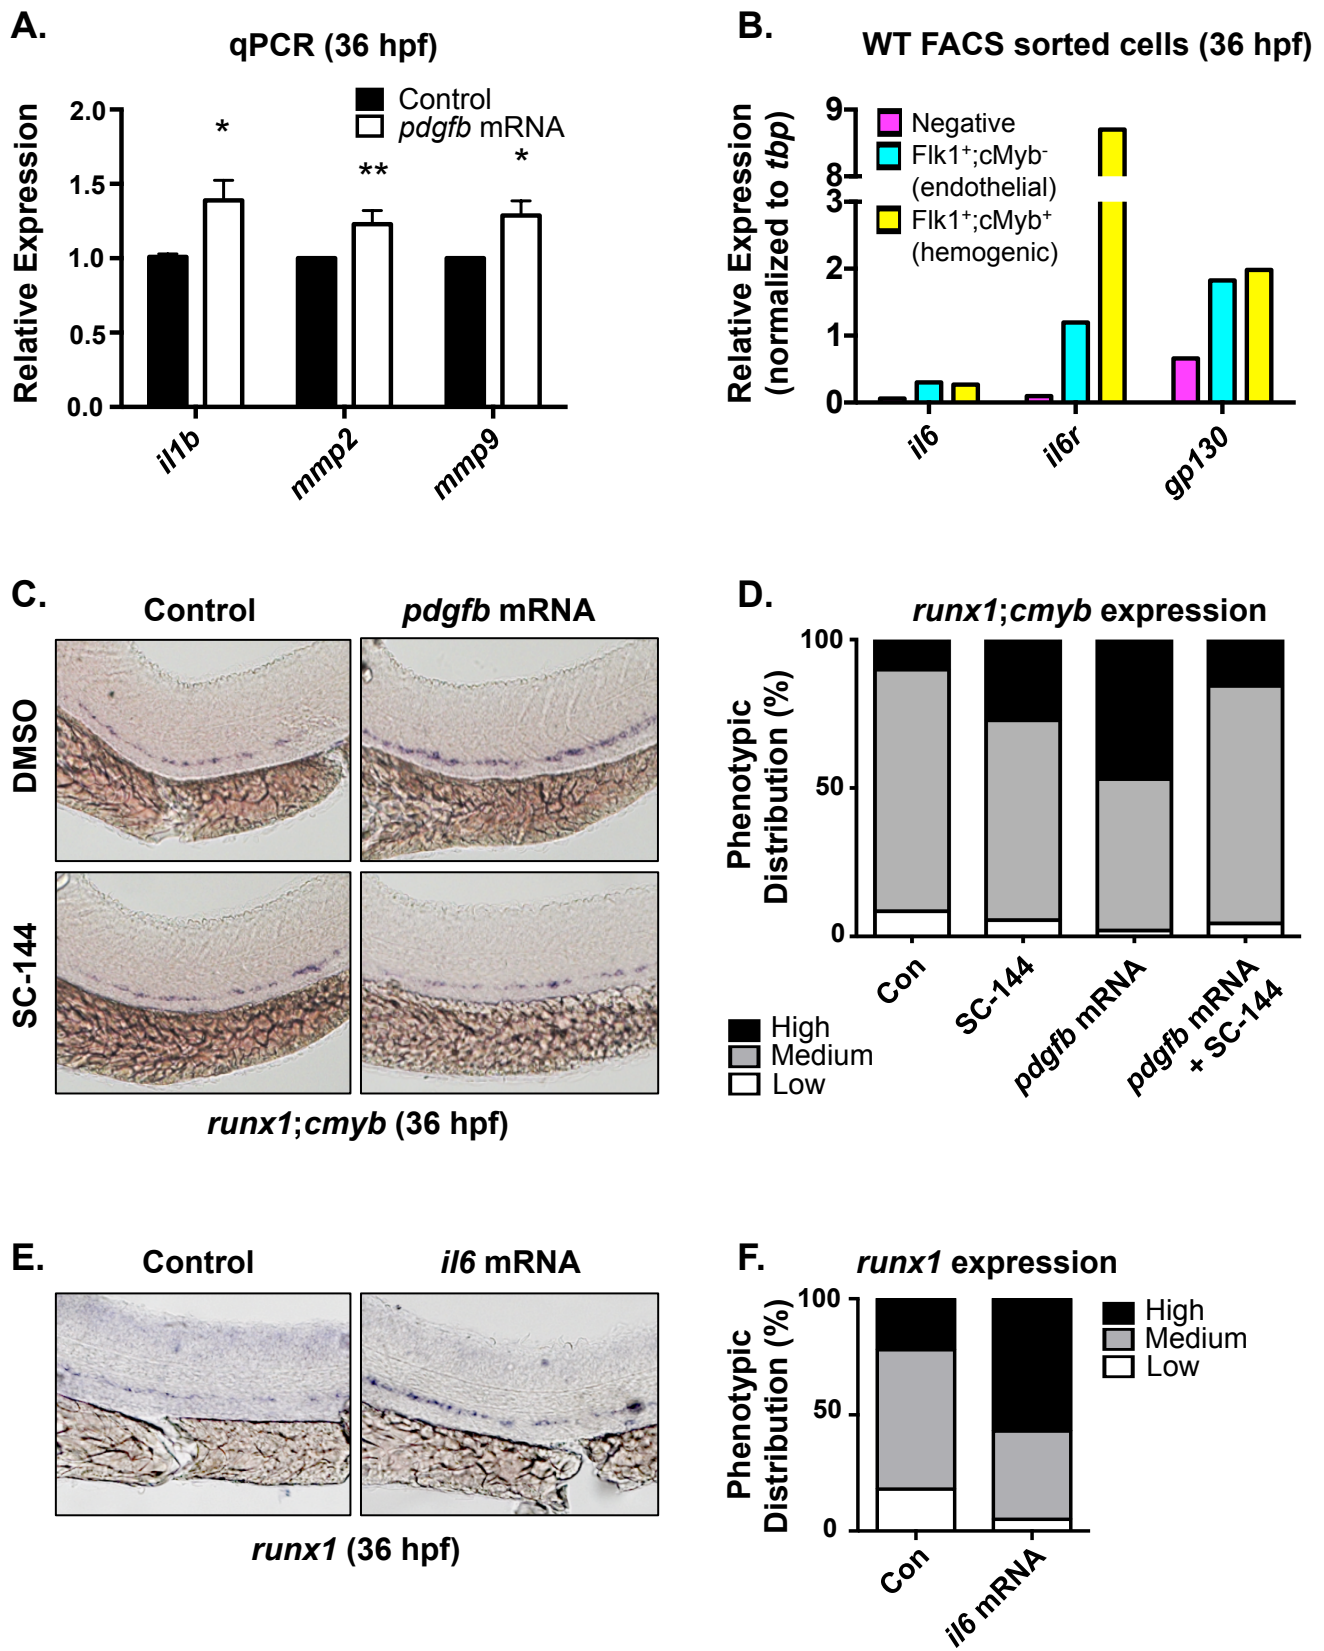 A.
qPCR (36 hpf)
Control
pdgfb mRNA
Relative Expression
2.0
1.5
1.0
0.5
0.0
*
**
*
il1b
mmp2
mmp9
B.
WT FACS sorted cells (36 hpf)
Relative Expression
(normalized to tbp)
9
8
3
2
1
0
Negative
Flk1⁺;cMyb⁻
(endothelial)
Flk1⁺;cMyb⁺
(hemogenic)
il6
il6r
gp130
C.
Control
pdgfb mRNA
DMSO
SC-144
runx1;cmyb (36 hpf)
D.
runx1;cmyb expression
Phenotypic
Distribution (%)
100
50
0
Con
SC-144
pdgfb mRNA
pdgfb mRNA
+ SC-144
High
Medium
Low
E.
Control
il6 mRNA
runx1 (36 hpf)
F.
runx1 expression
Phenotypic
Distribution (%)
100
50
0
High
Medium
Low
Con
il6 mRNA